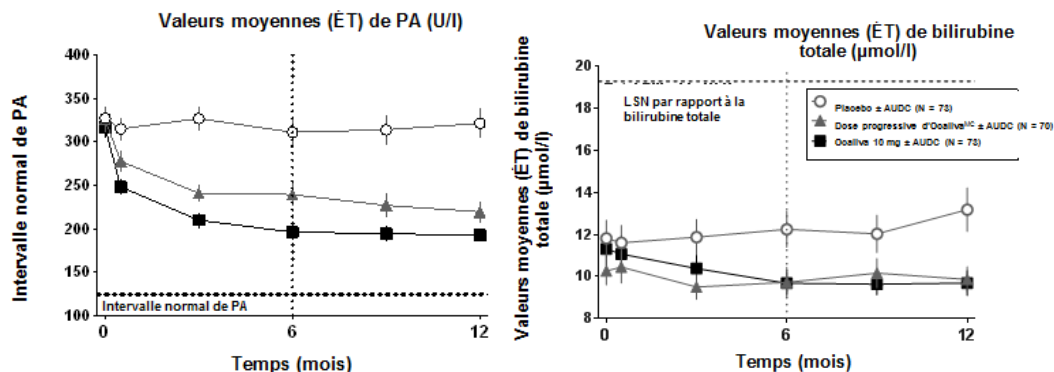 Valeurs moyennes (ÉT) de PA (U/l)
Intervalle normal de PA
400
350
300
250
200
150
100
Intervalle normal de PA
0
6
12
Temps (mois)
Valeurs moyennes (ÉT) de bilirubine
totale (µmol/l)
Valeurs moyennes (ÉT) de bilirubine
totale (µmol/l)
20
18
16
14
12
10
8
LSN par rapport à la
bilirubine totale
Placebo ± AUDC (N = 73)
Dose progressive d'Ocaliva^MC ± AUDC (N = 70)
Ocaliva 10 mg ± AUDC (N = 73)
0
6
12
Temps (mois)